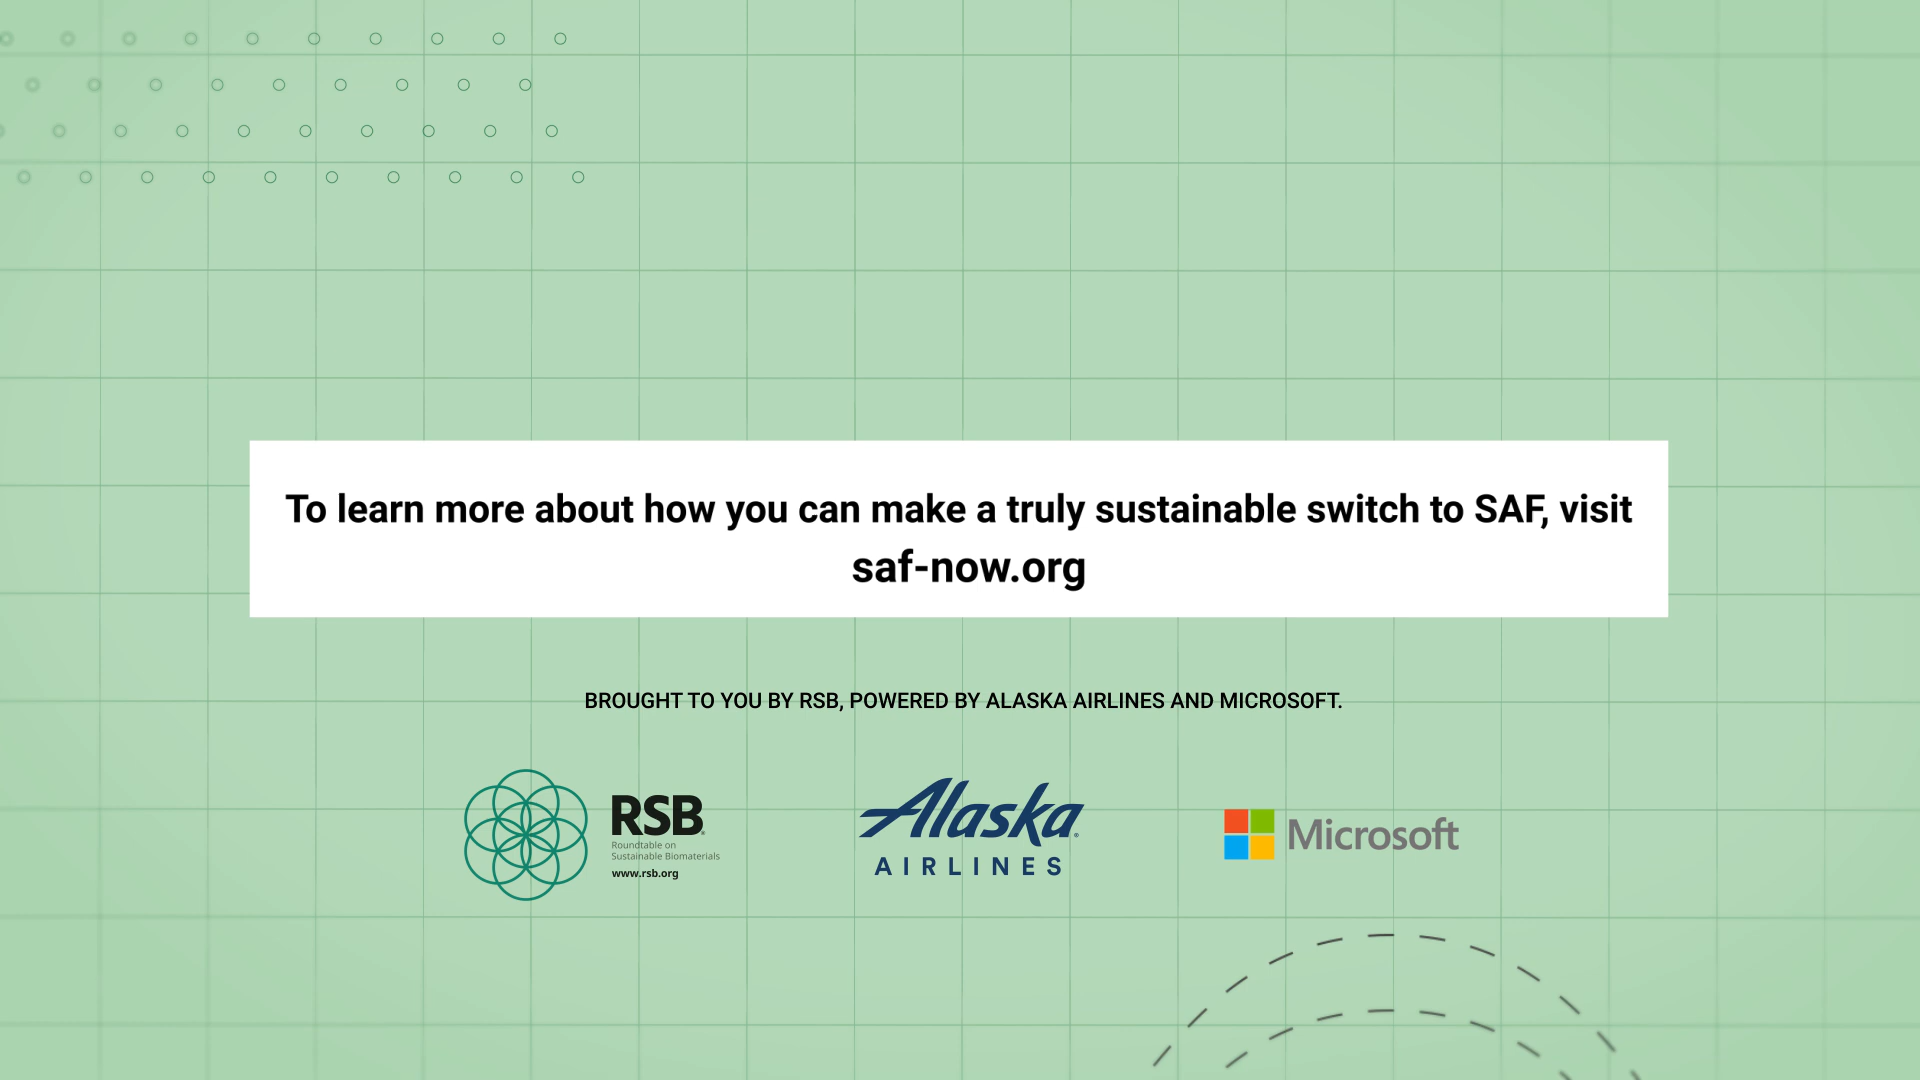 To learn more about how you can make a truly sustainable switch to SAF, visit
saf-now.org
BROUGHT TO YOU BY RSB, POWERED BY ALASKA AIRLINES AND MICROSOFT.
RSB
Roundtable on
Sustainable Biomaterials
www.rsb.org
Alaska
AIRLINES
Microsoft